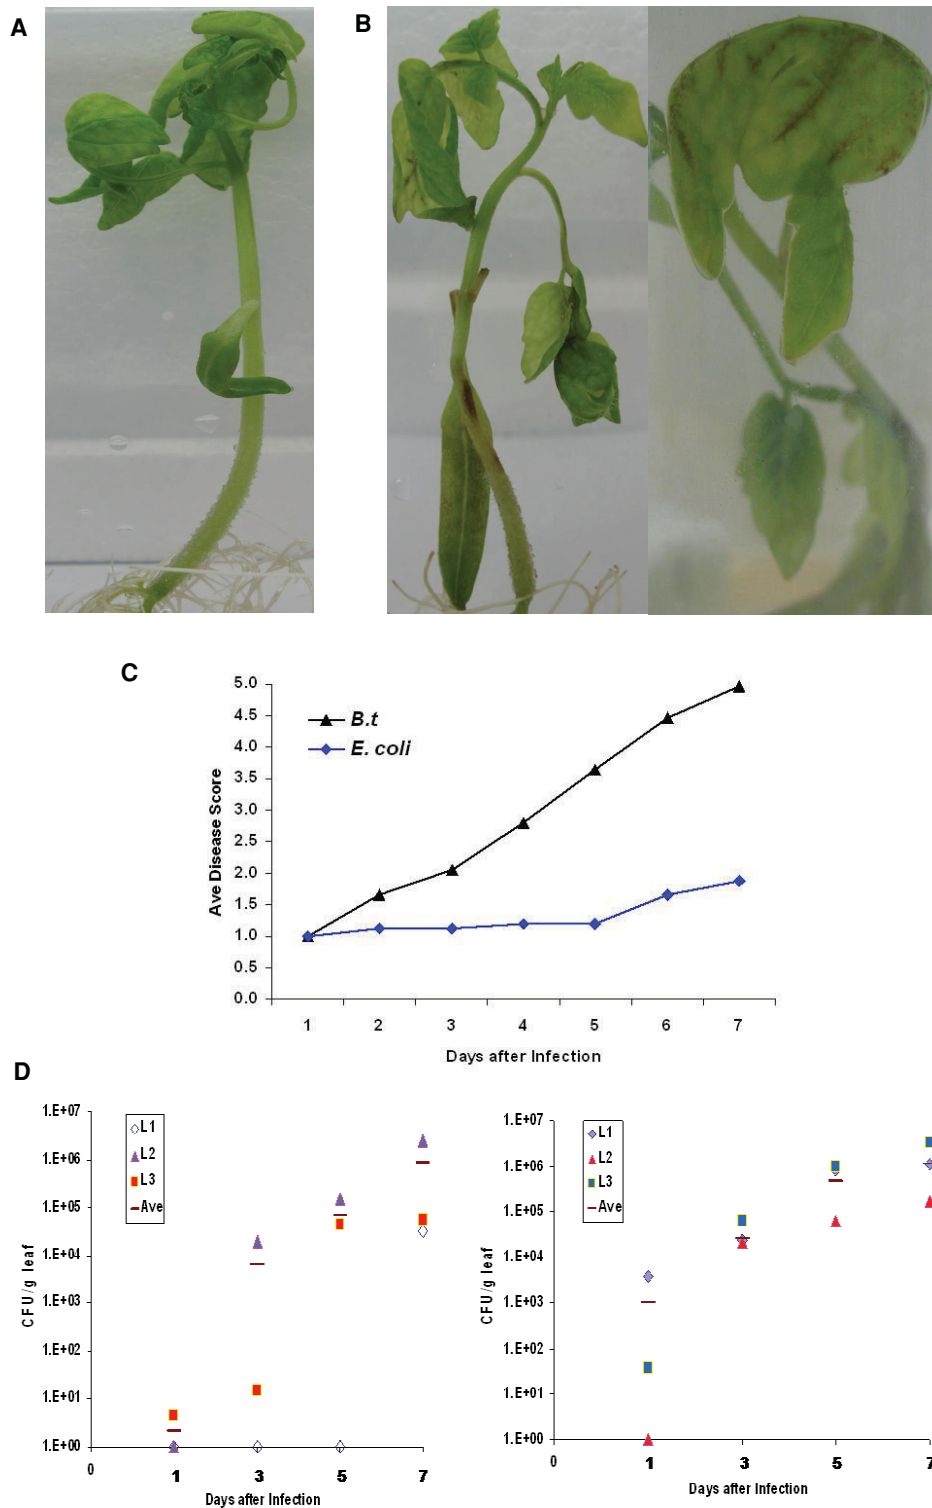 A
B
C
5.0
4.5
4.0
3.5
3.0
2.5
2.0
1.5
1.0
0.5
0.0
Ave Disease Score
B.t
E. coli
1 2 3 4 5 6 7
Days after Infection
D
1.E+07
1.E+06
1.E+05
1.E+04
1.E+03
1.E+02
1.E+01
1.E+00
CFU/g leaf
L1
L2
L3
Ave
0 1 3 5 7
Days after Infection
1.E+07
1.E+06
1.E+05
1.E+04
1.E+03
1.E+02
1.E+01
1.E+00
CFU/g leaf
L1
L2
L3
Ave
0 1 3 5 7
Days after Infection